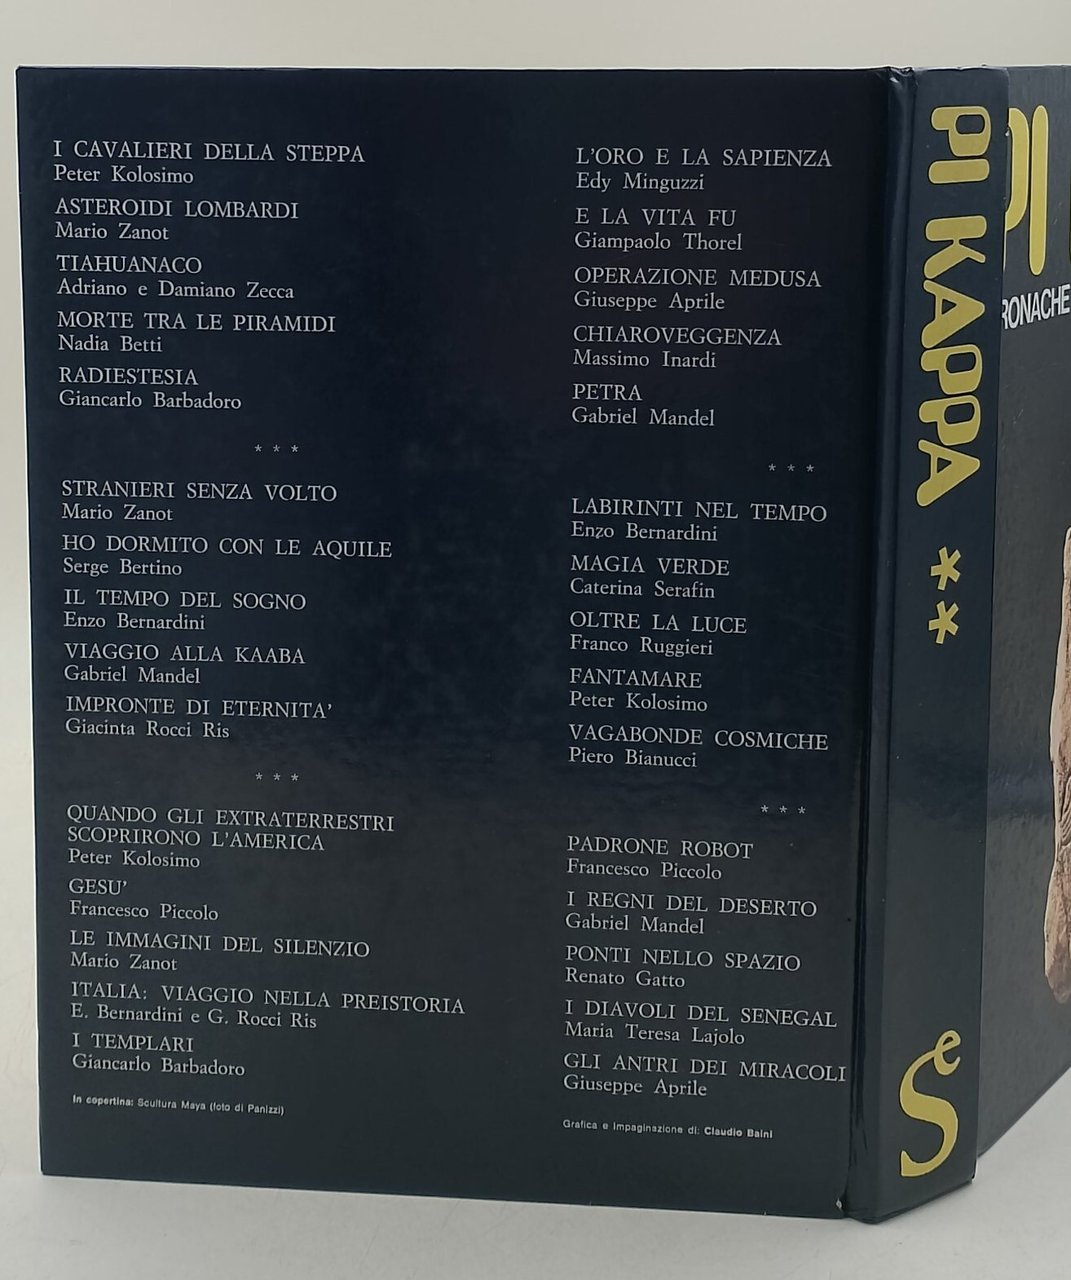 I CAVALIERI DELLA STEPPA
Peter Kolosimo
ASTEROIDI LOMBARDI
Mario Zanot
TIAHUANACO
Adriano e Damiano Zecca
MORTE TRA LE PIRAMIDI
Nadia Betti
RADIESTESIA
Giancarlo Barbadoro
* * *
STRANIERI SENZA VOLTO
Mario Zanot
HO DORMITO CON LE AQUILE
Serge Bertino
IL TEMPO DEL SOGNO
Enzo Bernardini
VIAGGIO ALLA KAABA
Gabriel Mandel
IMPRONTE DI ETERNITA'
Giacinta Rocci Ris
* * *
QUANDO GLI EXTRATERRESTRI
SCOPRIRONO L'AMERICA
Peter Kolosimo
GESU'
Francesco Piccolo
LE IMMAGINI DEL SILENZIO
Mario Zanot
ITALIA: VIAGGIO NELLA PREISTORIA
E. Bernardini e G. Rocci Ris
I TEMPLARI
Giancarlo Barbadoro
In copertina: Scultura Maya (foto di Panizzi)
L'ORO E LA SAPIENZA
Edy Minguzzi
E LA VITA FU
Giampaolo Thorel
OPERAZIONE MEDUSA
Giuseppe Aprile
CHIAROVEGGENZA
Massimo Inardi
PETRA
Gabriel Mandel
* * *
LABIRINTI NEL TEMPO
Enzo Bernardini
MAGIA VERDE
Caterina Serafin
OLTRE LA LUCE
Franco Ruggieri
FANTAMARE
Peter Kolosimo
VAGABONDE COSMICHE
Piero Bianucci
* * *
PADRONE ROBOT
Francesco Piccolo
I REGNI DEL DESERTO
Gabriel Mandel
PONTI NELLO SPAZIO
Renato Gatto
I DIAVOLI DEL SENEGAL
Maria Teresa Lajolo
GLI ANTRI DEI MIRACOLI
Giuseppe Aprile
Grafica e Impaginazione di: Claudio Baini
PI KAPPA **
eS
PI
RONACHE